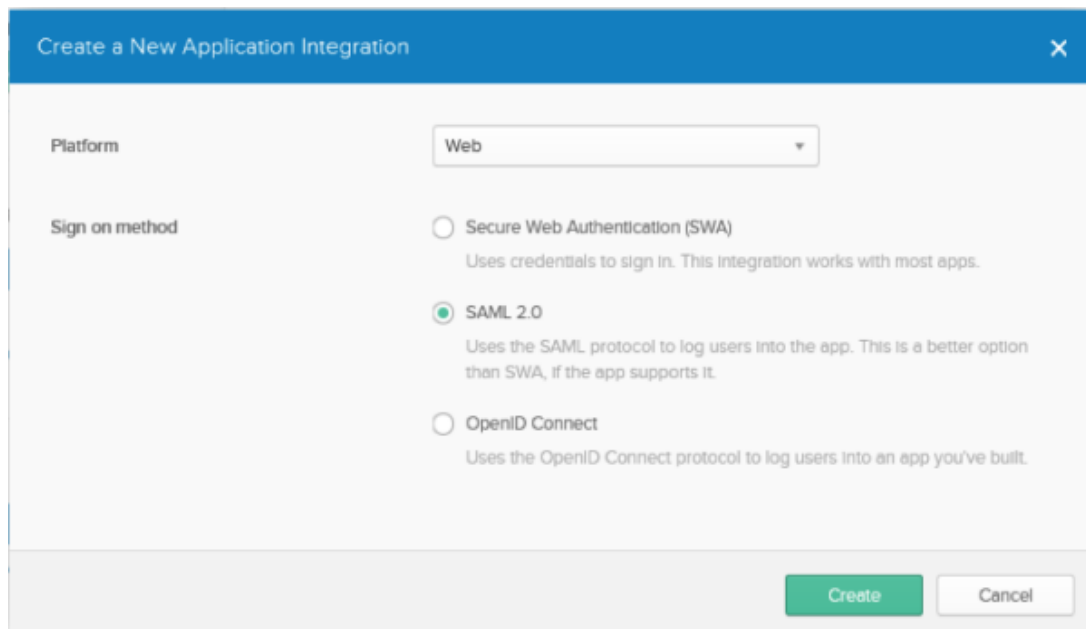 Create a New Application Integration
Platform
Web
Sign on method
Secure Web Authentication (SWA)
Uses credentials to sign in. This integration works with most apps.
SAML 2.0
Uses the SAML protocol to log users into the app. This is a better option
than SWA, if the app supports it.
OpenID Connect
Uses the OpenID Connect protocol to log users into an app you've built.
Create
Cancel